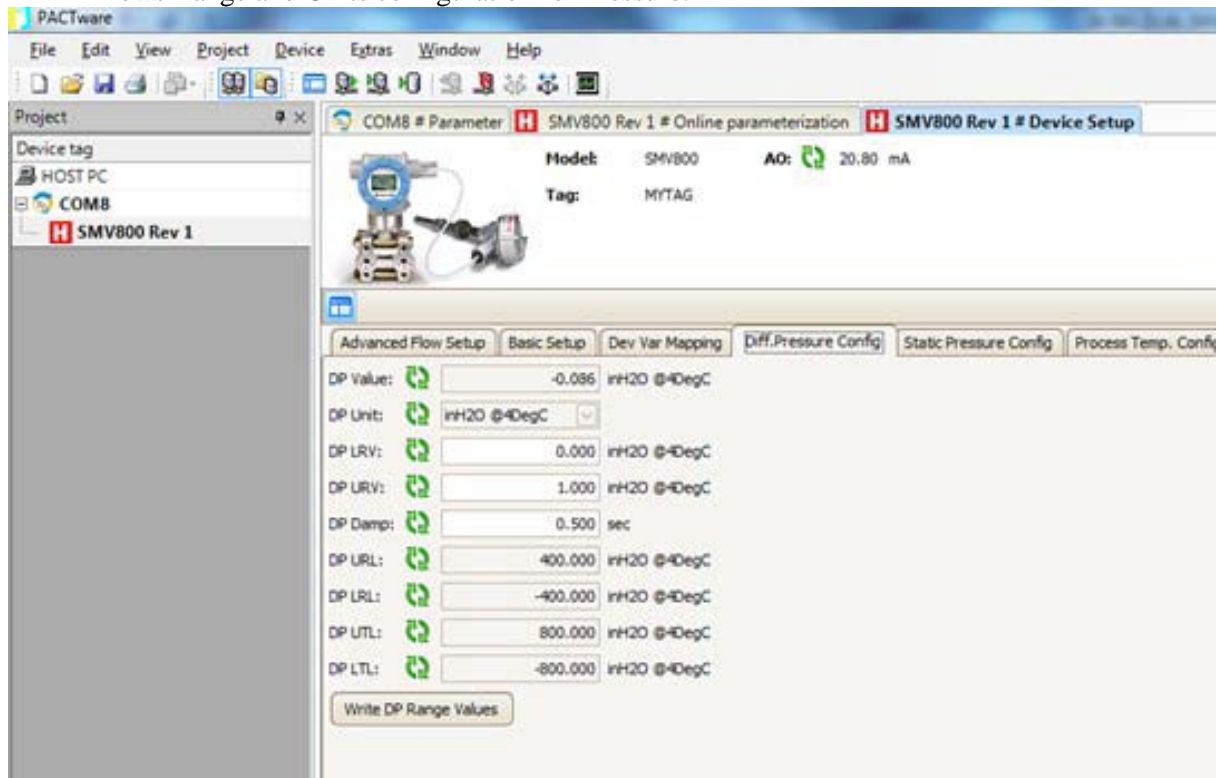 PACTware
File Edit View Project Device Extras Window Help
Project
Device tag
HOST PC
COM8
SMV800 Rev 1
COM8 # Parameter SMV800 Rev 1 # Online parameterization SMV800 Rev 1 # Device Setup
Model: SMV800 AO: 20.80 mA
Tag: MYTAG
Advanced Flow Setup Basic Setup Dev Var Mapping Diff.Pressure Config Static Pressure Config Process Temp. Config
DP Value: -0.086 inH2O @4DegC
DP Unit: inH2O @4DegC
DP LRV: 0.000 inH2O @4DegC
DP URV: 1.000 inH2O @4DegC
DP Damp: 0.500 sec
DP URL: 400.000 inH2O @4DegC
DP LRL: -400.000 inH2O @4DegC
DP UTL: 800.000 inH2O @4DegC
DP LTL: -800.000 inH2O @4DegC
Write DP Range Values